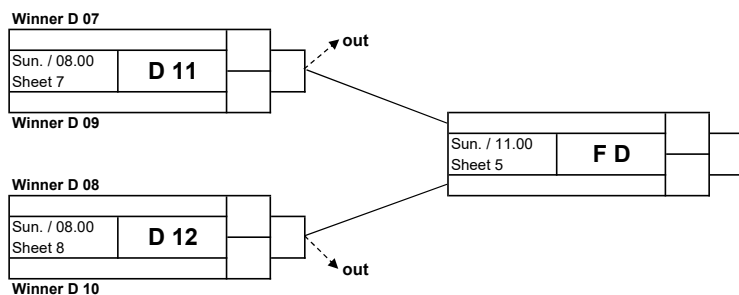 Winner D 07
out
Sun. / 08.00
Sheet 7
D 11
Winner D 09
Sun. / 11.00
Sheet 5
F D
Winner D 08
Sun. / 08.00
Sheet 8
D 12
out
Winner D 10